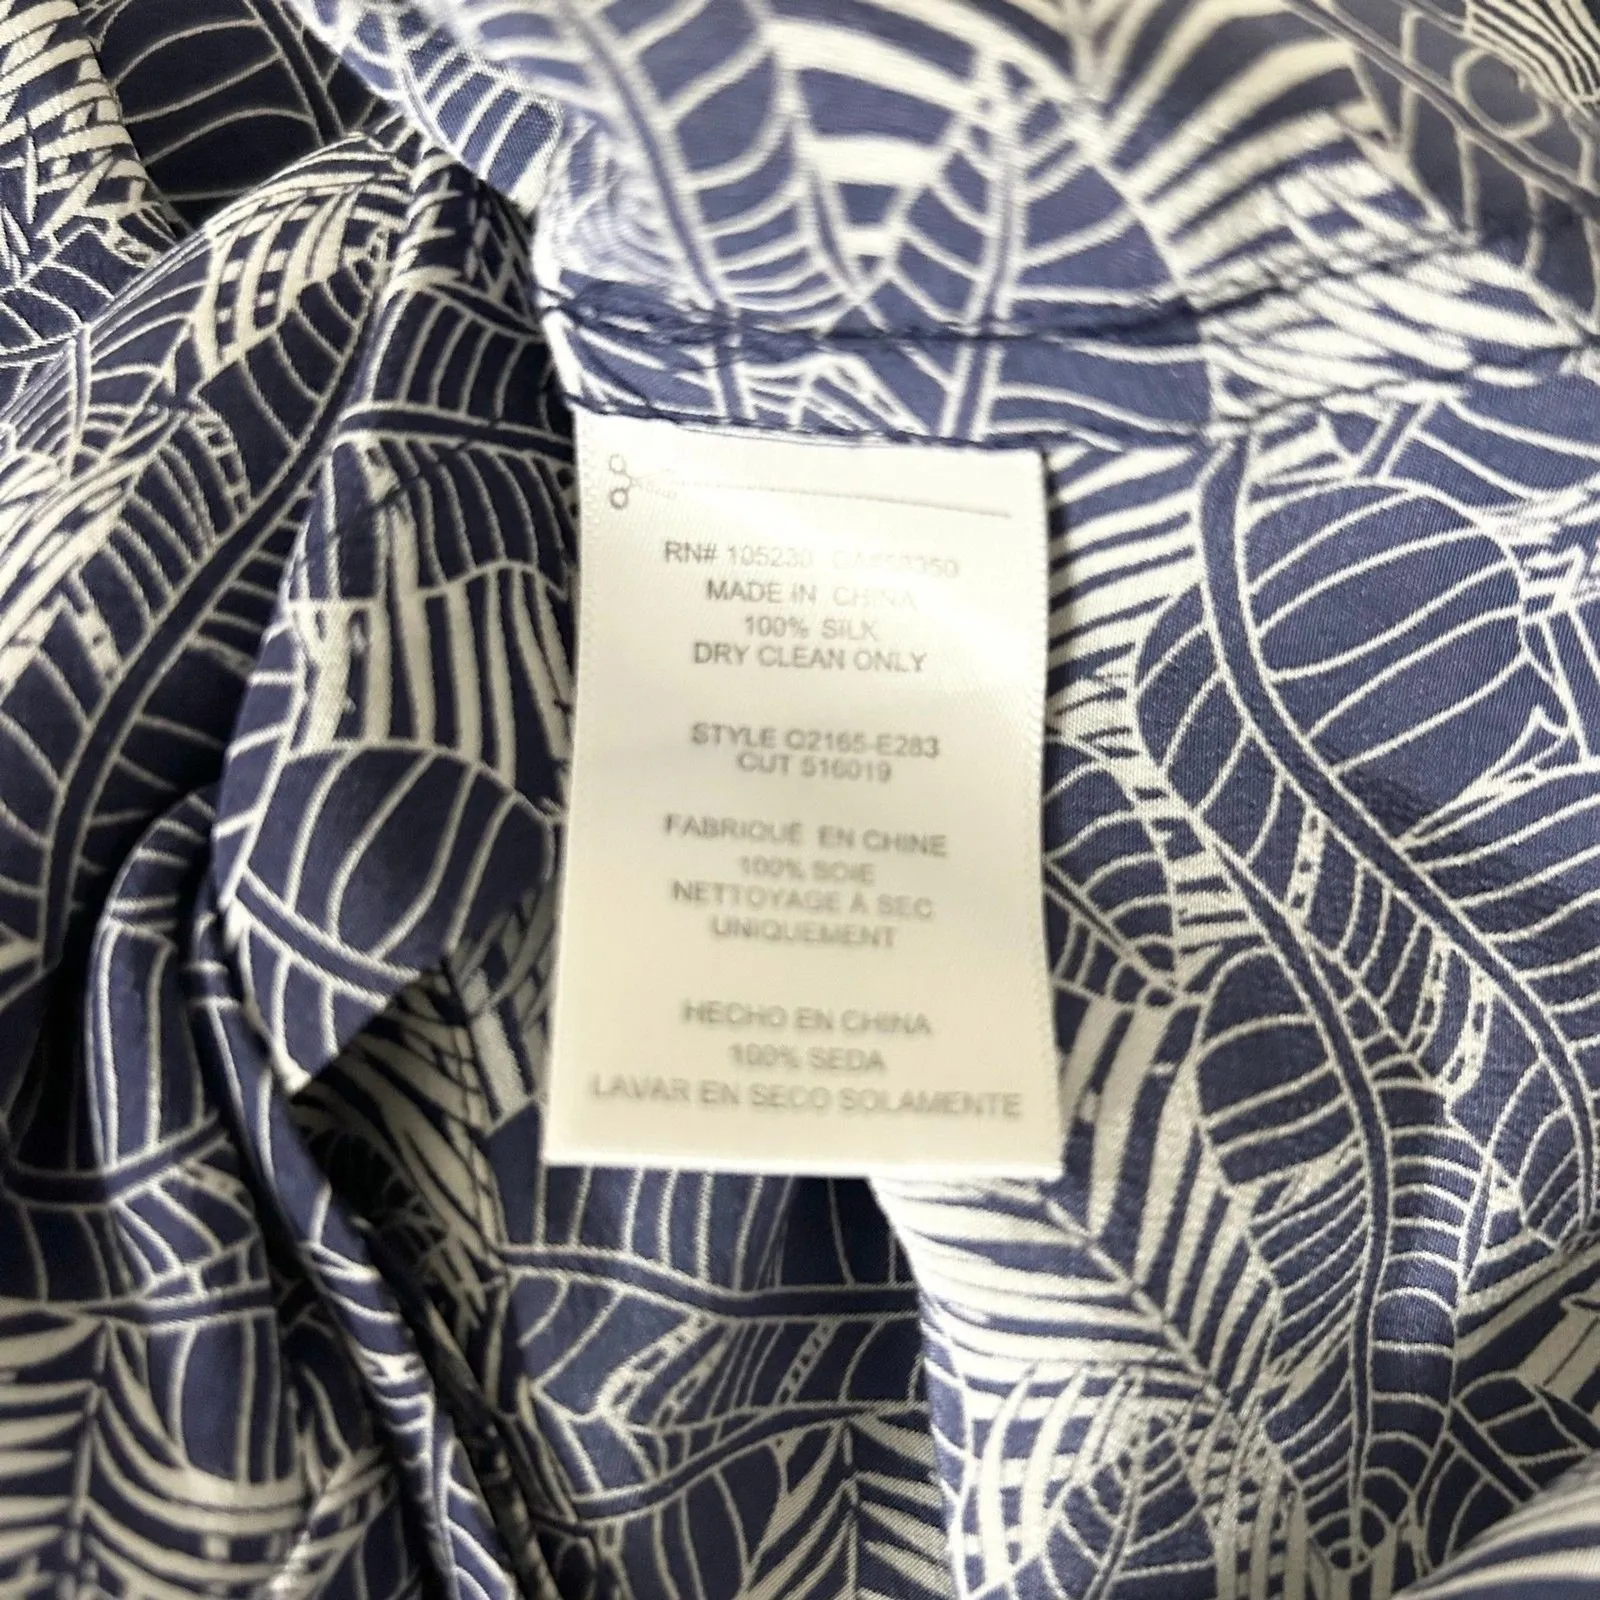 RN# 105230
MADE IN CHINA
100% SILK
DRY CLEAN ONLY
STYLE Q2165-E283
CUT 516019
FABRIQUÉ EN CHINE
100% SOIE
NETTOYAGE À SEC
UNIQUEMENT
HECHO EN CHINA
100% SEDA
LAVAR EN SECO SOLAMENTE